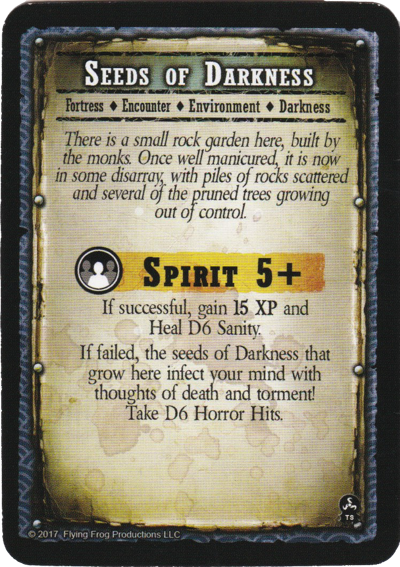 Seeds of Darkness
Fortress ◆ Encounter ◆ Environment ◆ Darkness
There is a small rock garden here, built by
the monks. Once well manicured, it is now
in some disarray, with piles of rocks scattered
and several of the pruned trees growing
out of control.
Spirit 5+
If successful, gain 15 XP and
Heal D6 Sanity.
If failed, the seeds of Darkness that
grow here infect your mind with
thoughts of death and torment!
Take D6 Horror Hits.
TS
© 2017 Flying Frog Productions LLC